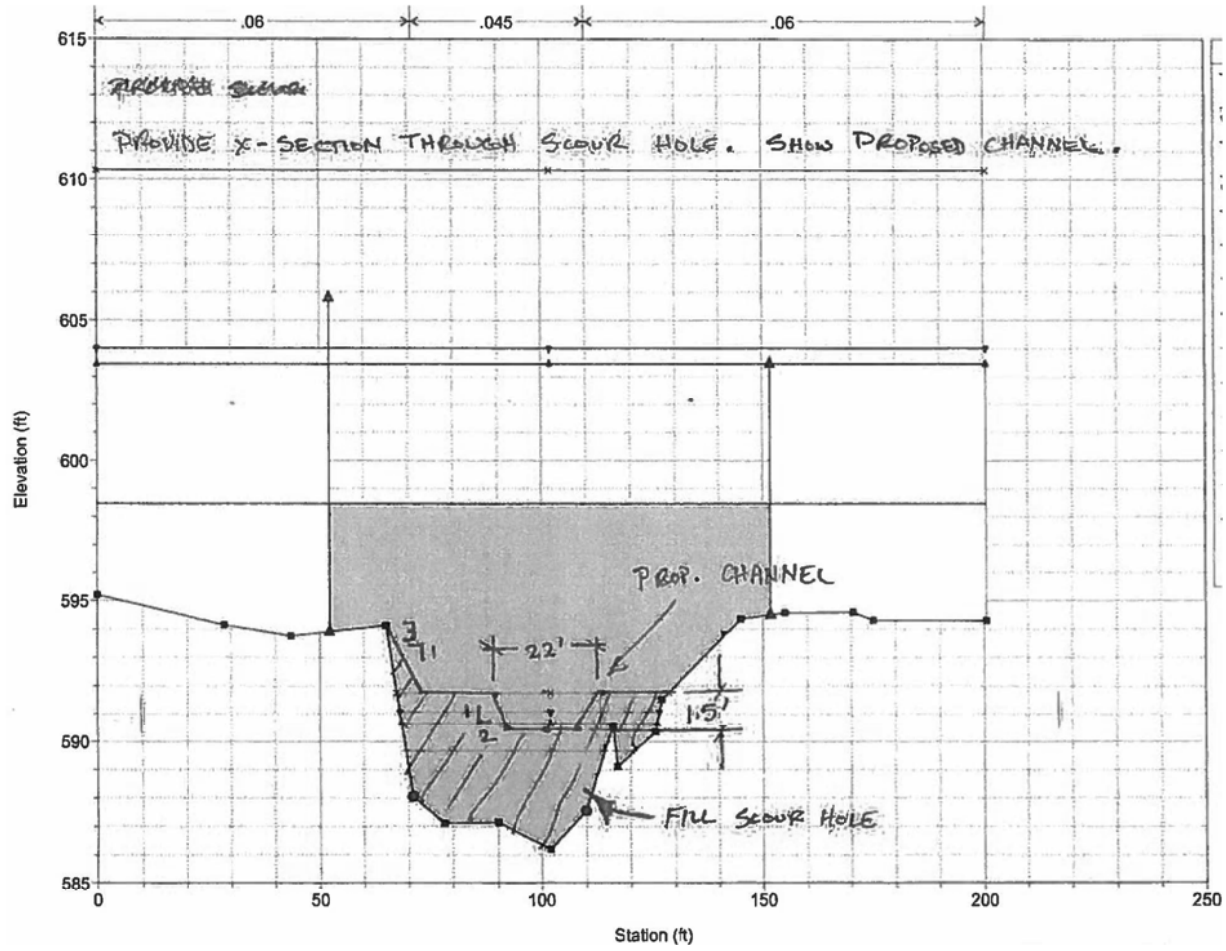 .06 .045 .06
615
PROVIDE X-SECTION THROUGH SCOUR HOLE. SHOW PROPOSED CHANNEL.
610
605
600
Elevation (ft)
595
PROP. CHANNEL
3
1
22'
1.5'
1
2
590
FILL SCOUR HOLE
585
0 50 100 150 200 250
Station (ft)